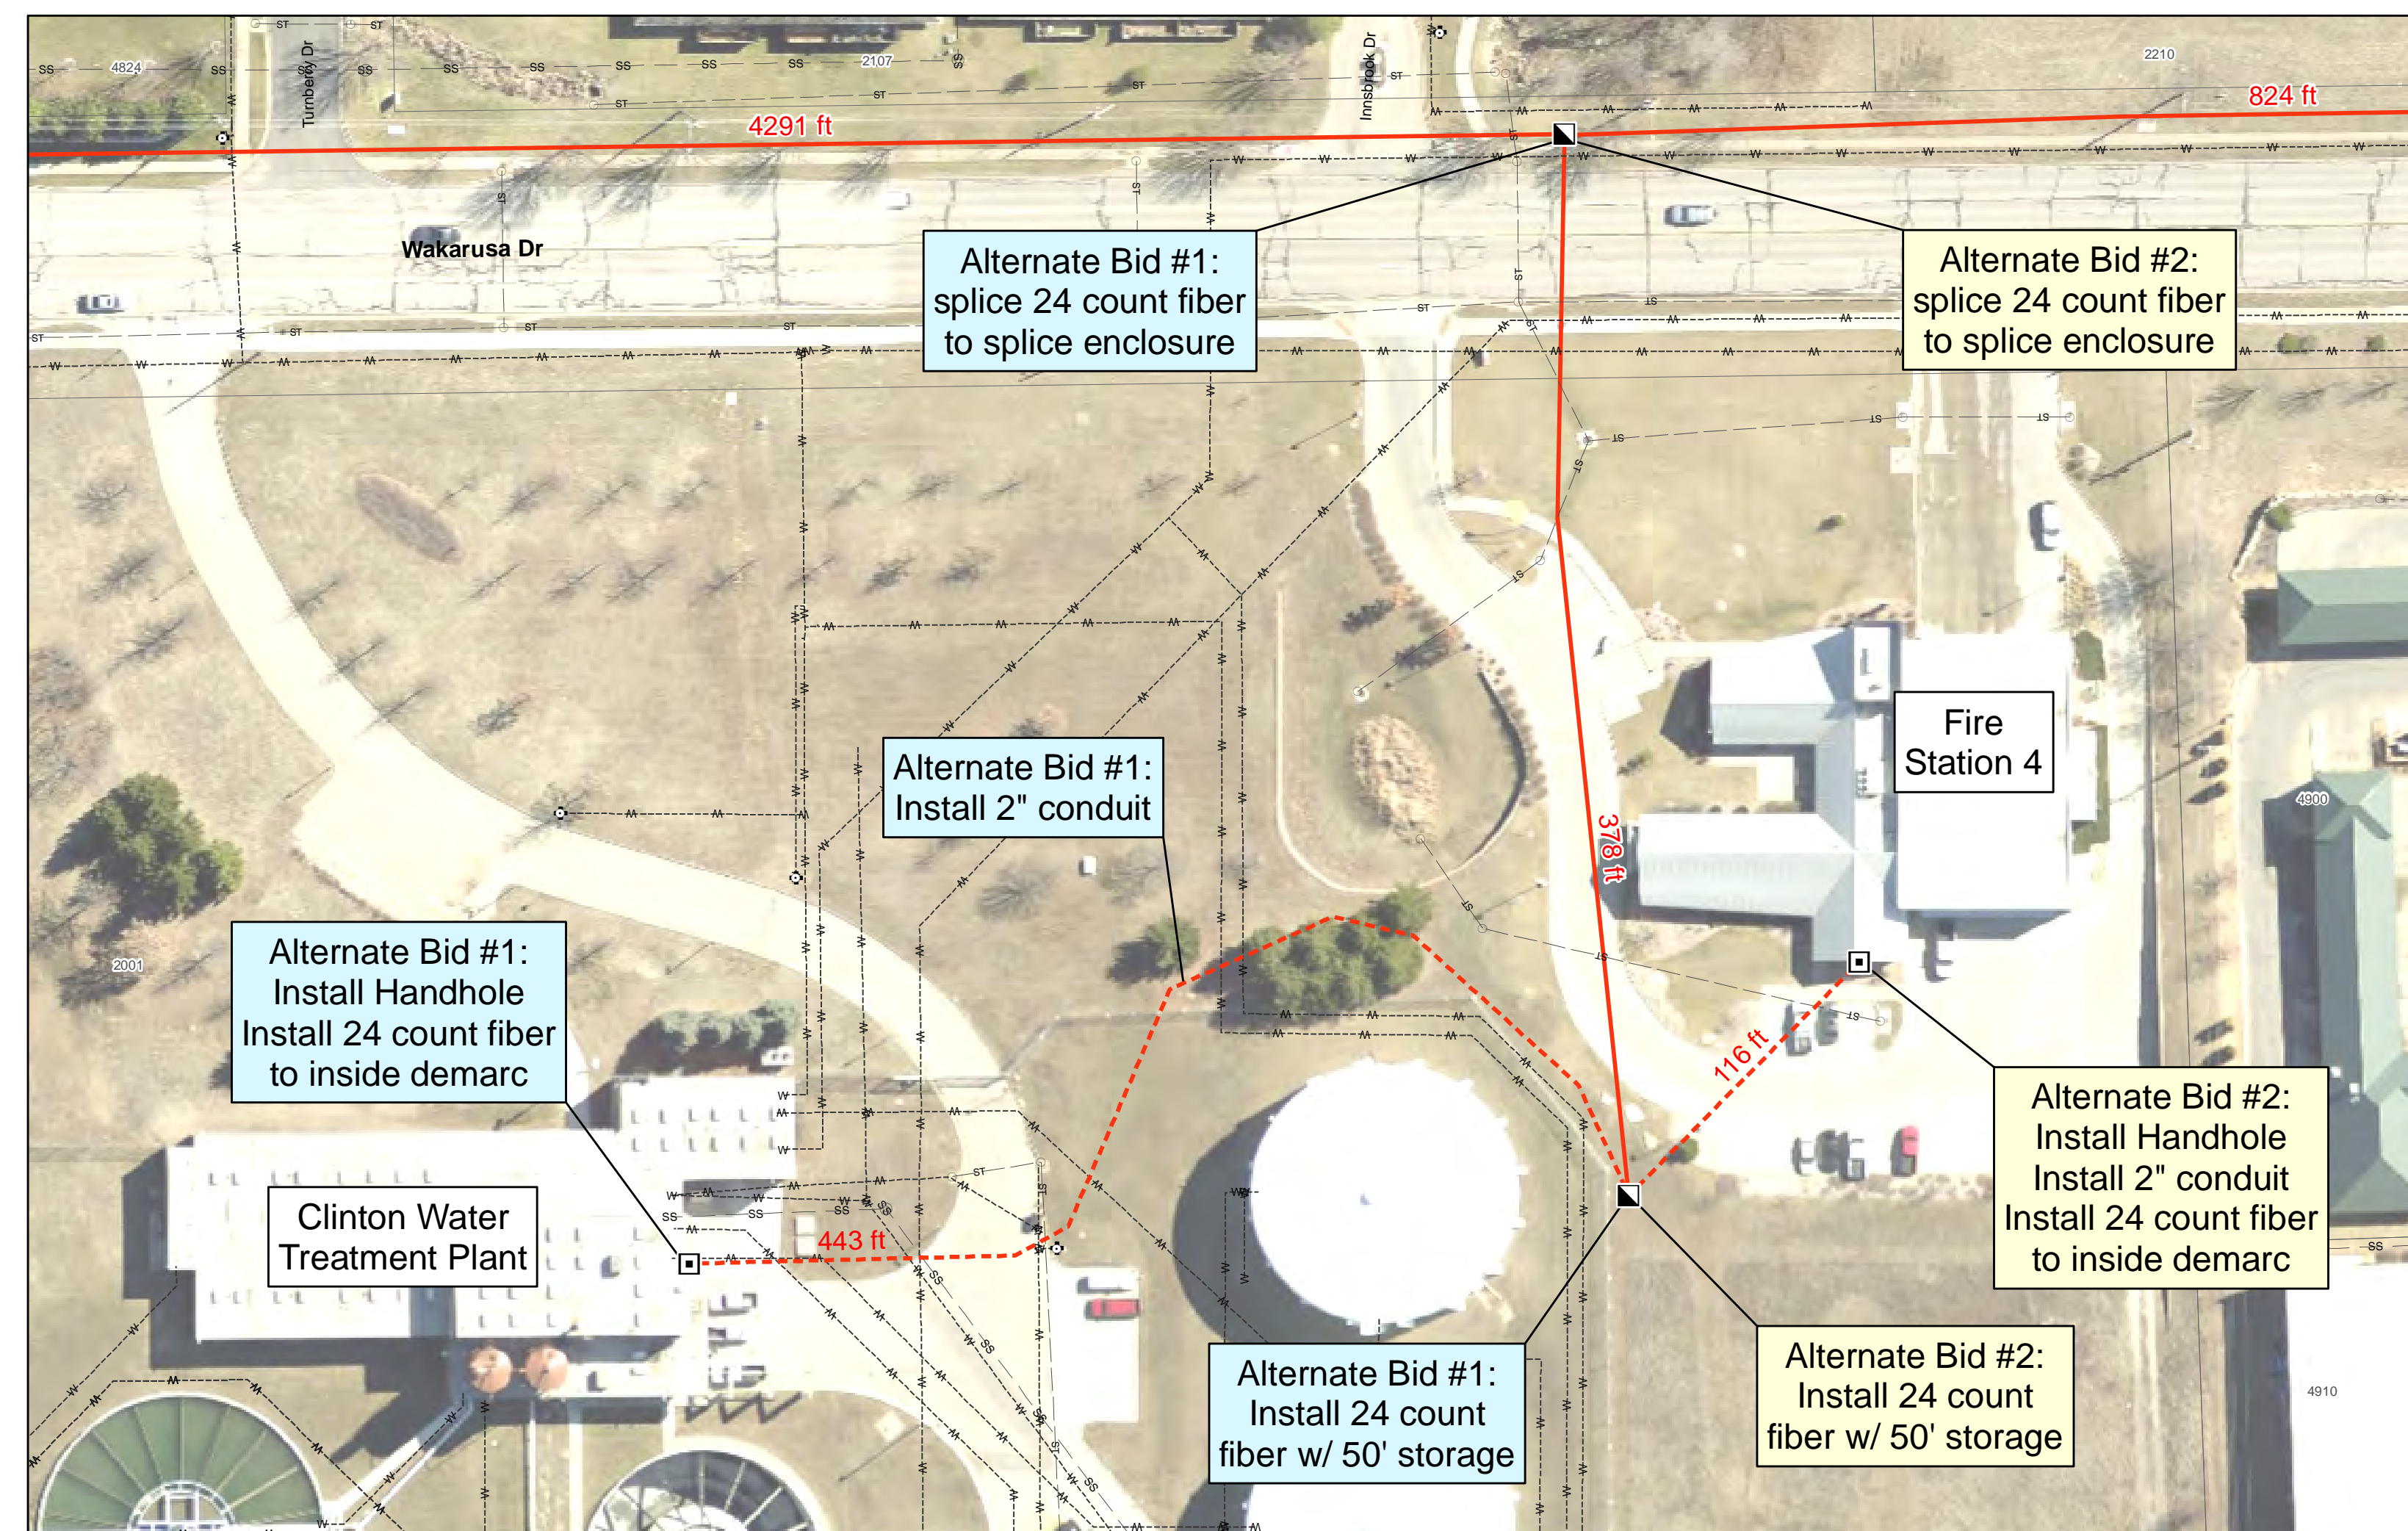 4824
2107
2210
Turnberry Dr
Innsbrook Dr
4291 ft
824 ft
Wakarusa Dr
Alternate Bid #1:
splice 24 count fiber
to splice enclosure
Alternate Bid #2:
splice 24 count fiber
to splice enclosure
Fire
Station 4
Alternate Bid #1:
Install 2" conduit
378 ft
4900
2001
Alternate Bid #1:
Install Handhole
Install 24 count fiber
to inside demarc
116 ft
Alternate Bid #2:
Install Handhole
Install 2" conduit
Install 24 count fiber
to inside demarc
Clinton Water
Treatment Plant
443 ft
Alternate Bid #1:
Install 24 count
fiber w/ 50' storage
Alternate Bid #2:
Install 24 count
fiber w/ 50' storage
4910